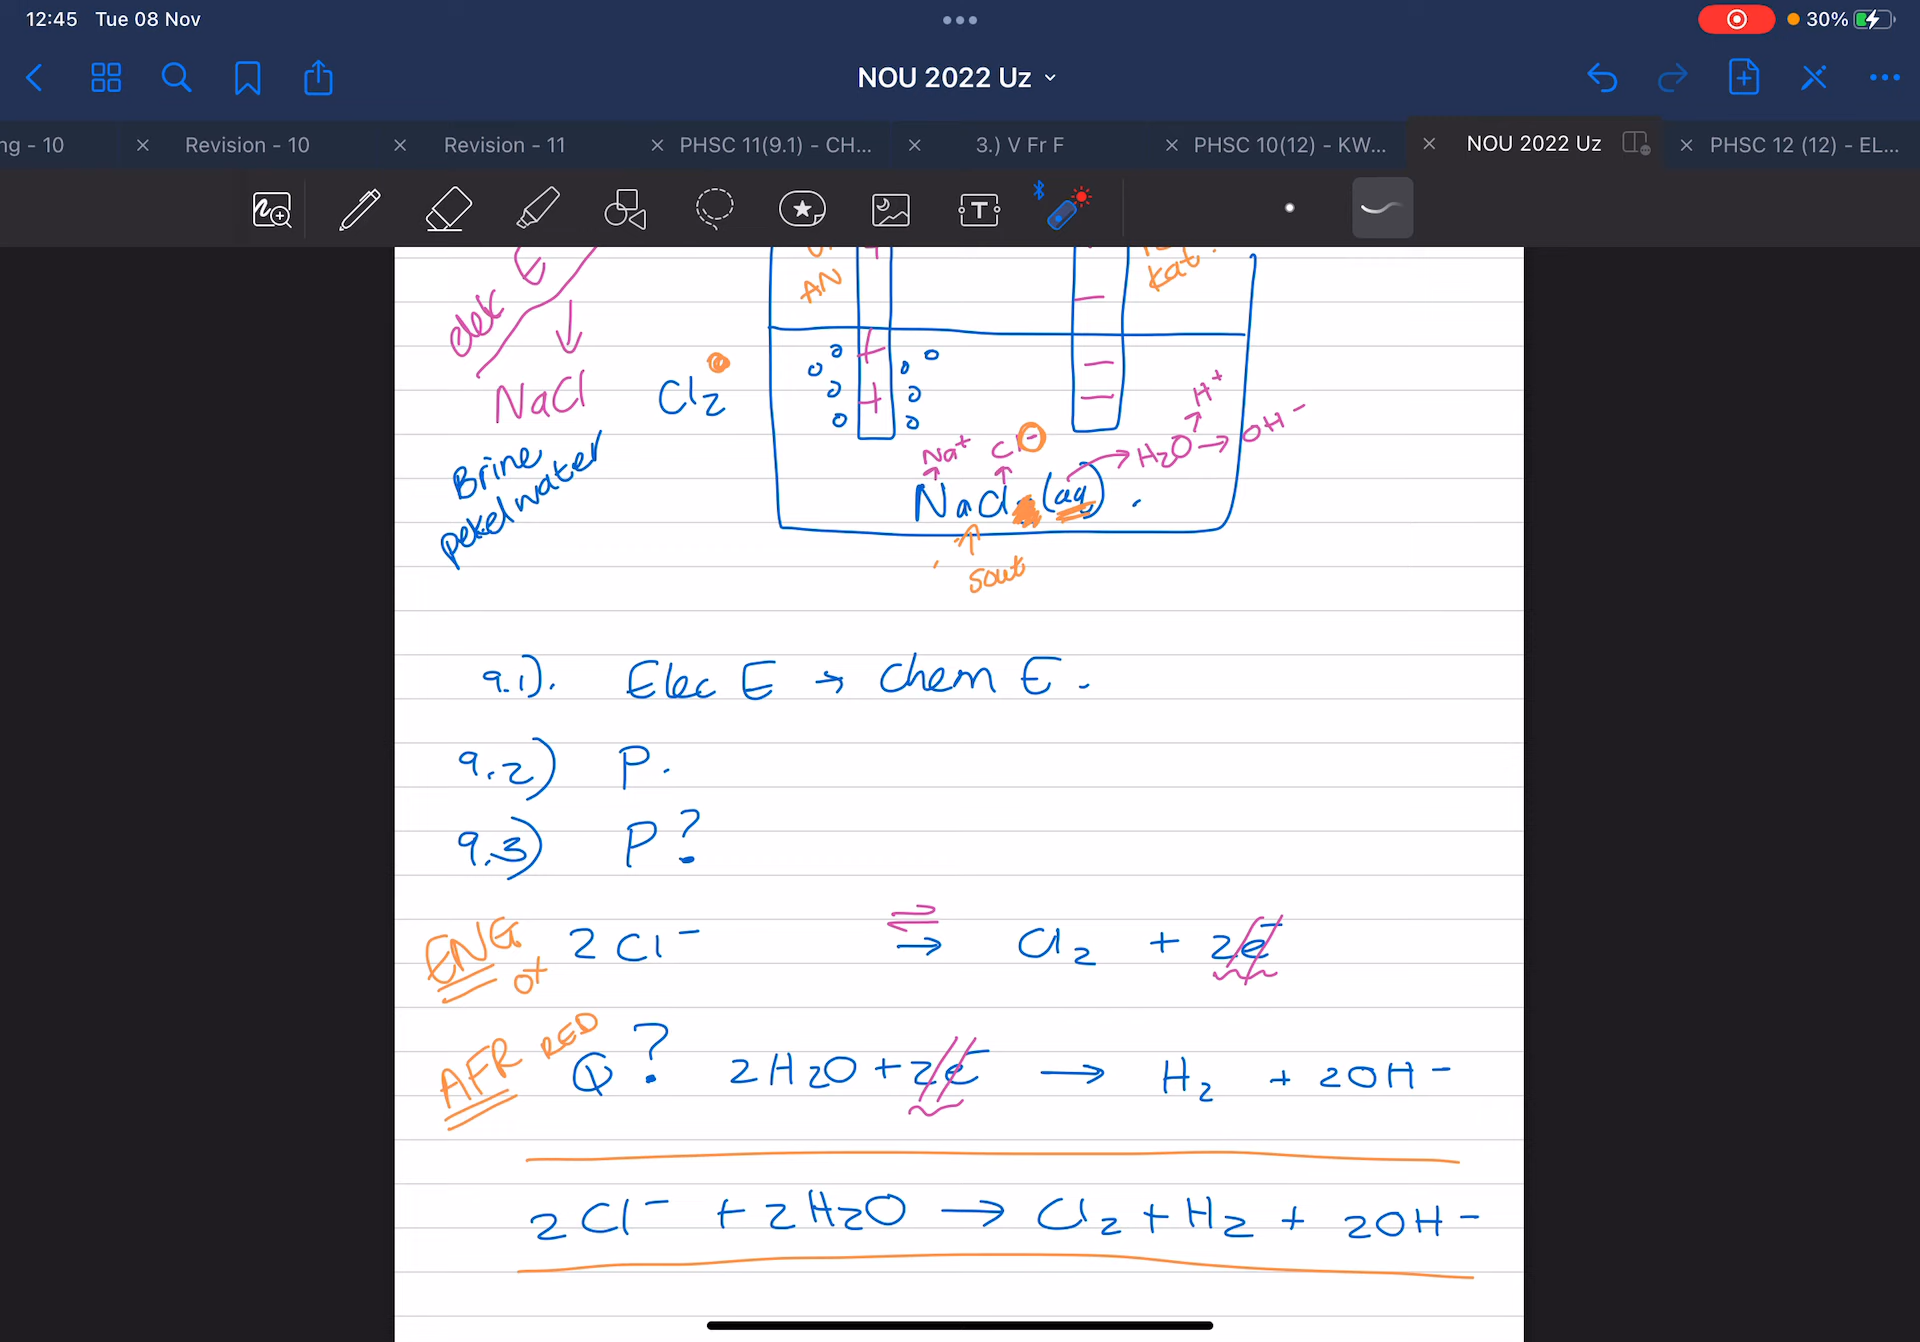 12:45 Tue 08 Nov
30%
NOU 2022 Uz
ng - 10
Revision - 10
Revision - 11
PHSC 11(9.1) - CH...
3.) V Fr F
PHSC 10(12) - KW...
NOU 2022 Uz
PHSC 12 (12) - EL...
T
E
elek
AN
kat.
NaCl
Cl2
Brine
pekelwater
+
+
Na+ Cl-
H2O → OH-
H+
NaCl (aq)
sout
9.1). Elec E → Chem E.
9.2) P.
9.3) P?
ENG ox 2Cl- ⇌ → Cl2 + 2e-
AFR RED Q? 2H2O + 2e- → H2 + 2OH-
2Cl- + 2H2O → Cl2 + H2 + 2OH-